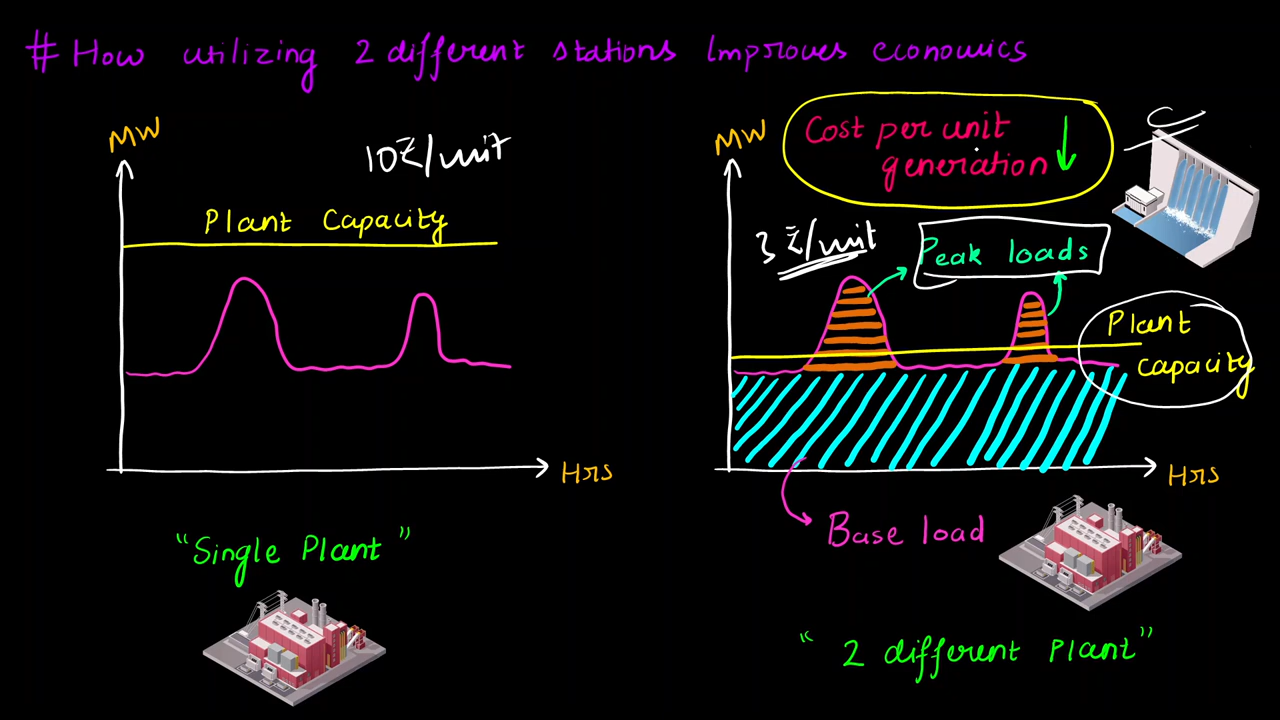 # How utilizing 2 different stations Improves economics
MW
10₹/unit
Plant Capacity
Hrs
"Single Plant"
MW
Cost per unit
generation ↓
3 ₹/unit
Peak loads
Plant
capacity
Hrs
Base load
"2 different Plant"